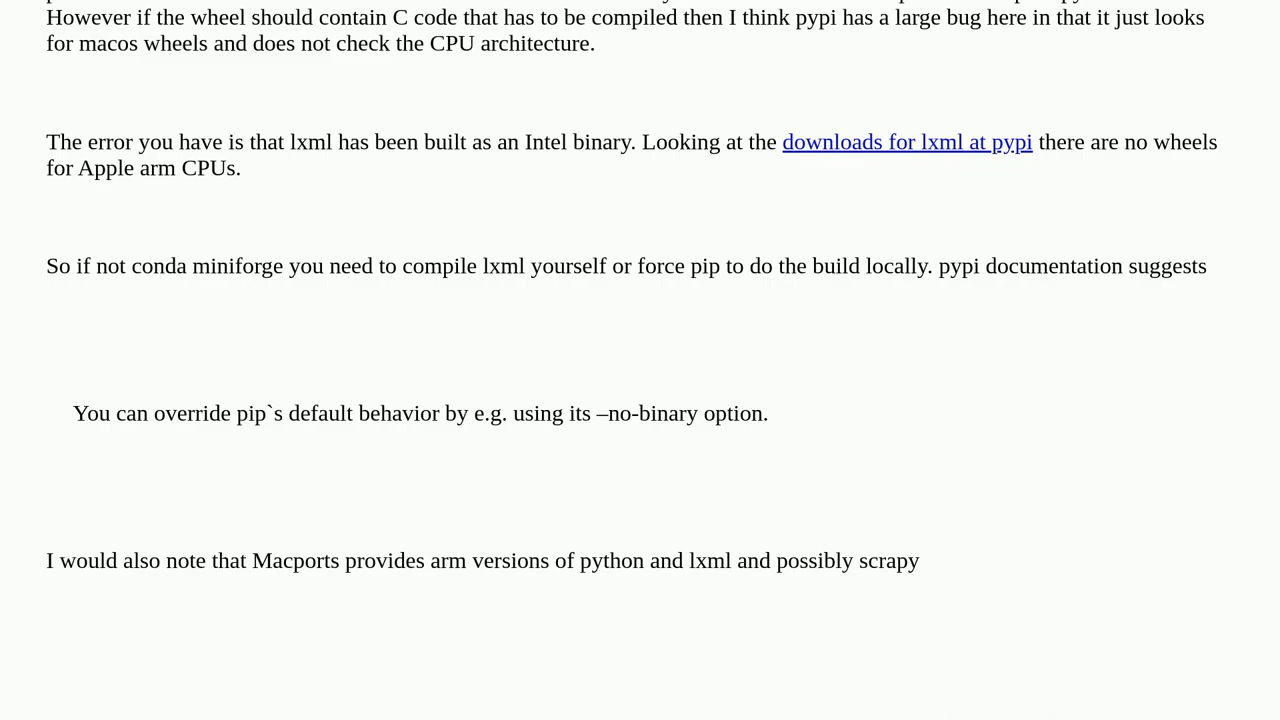 However if the wheel should contain C code that has to be compiled then I think pypi has a large bug here in that it just looks
for macos wheels and does not check the CPU architecture.
The error you have is that lxml has been built as an Intel binary. Looking at the downloads for lxml at pypi there are no wheels
for Apple arm CPUs.
So if not conda miniforge you need to compile lxml yourself or force pip to do the build locally. pypi documentation suggests
You can override pip`s default behavior by e.g. using its –no-binary option.
I would also note that Macports provides arm versions of python and lxml and possibly scrapy